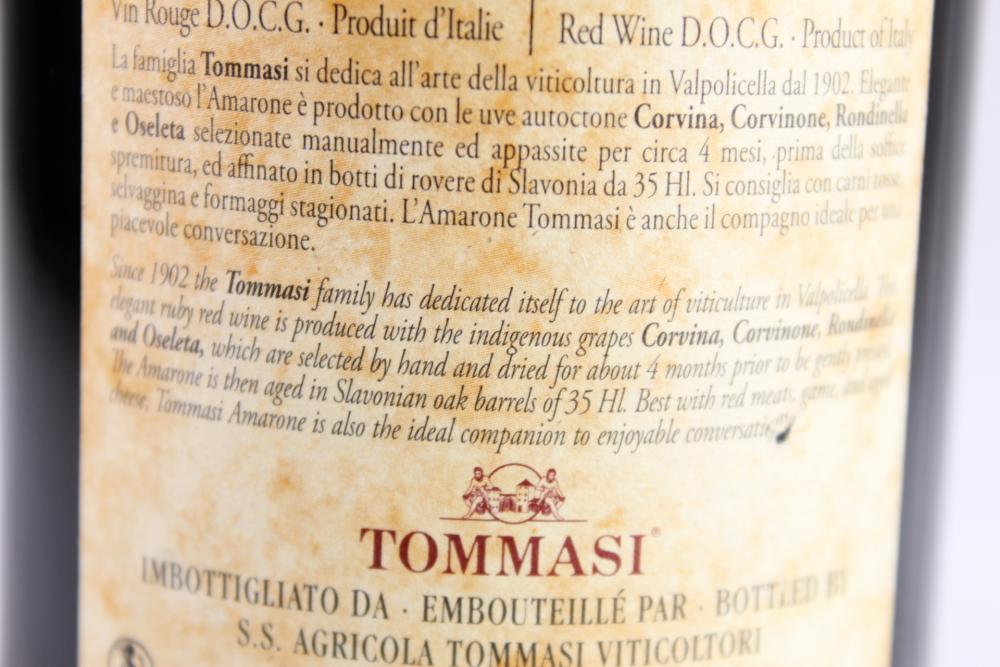 Vin Rouge D.O.C.G. · Produit d'Italie | Red Wine D.O.C.G. · Product of Italy
La famiglia Tommasi si dedica all'arte della viticoltura in Valpolicella dal 1902. Elegante
e maestoso l'Amarone è prodotto con le uve autoctone Corvina, Corvinone, Rondinella
e Oseleta selezionate manualmente ed appassite per circa 4 mesi, prima della soffice
spremitura, ed affinato in botti di rovere di Slavonia da 35 Hl. Si consiglia con carni rosse,
selvaggina e formaggi stagionati. L'Amarone Tommasi è anche il compagno ideale per una
piacevole conversazione.
Since 1902 the Tommasi family has dedicated itself to the art of viticulture in Valpolicella. This
elegant ruby red wine is produced with the indigenous grapes Corvina, Corvinone, Rondinella
and Oseleta, which are selected by hand and dried for about 4 months prior to be gently pressed.
The Amarone is then aged in Slavonian oak barrels of 35 Hl. Best with red meats, game, and aged
cheese, Tommasi Amarone is also the ideal companion to enjoyable
TOMMASI®
IMBOTTIGLIATO DA · EMBOUTEILLÉ PAR · BOTTLED BY
S.S. AGRICOLA TOMMASI VITICOLTORI